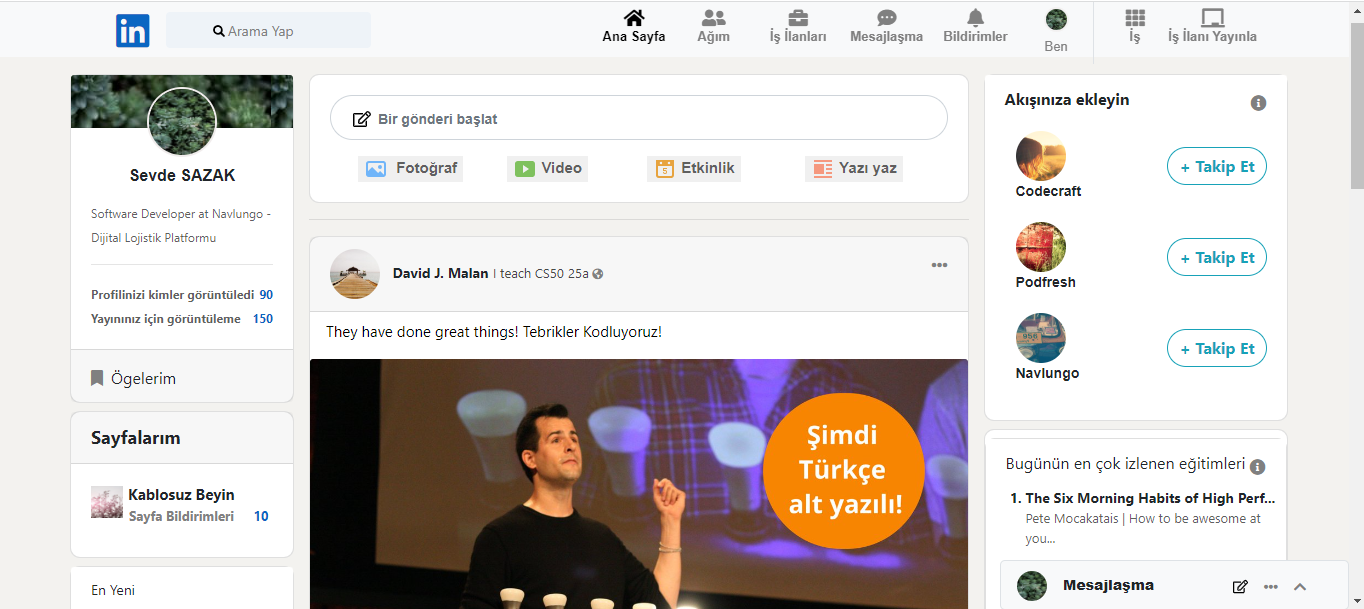 in
Arama Yap
Ana Sayfa
Ağım
İş İlanları
Mesajlaşma
Bildirimler
Ben
İş
İş İlanı Yayınla
Sevde SAZAK
Software Developer at Navlungo -
Dijital Lojistik Platformu
Profilinizi kimler görüntüledi 90
Yayınınız için görüntüleme 150
Ögelerim
Sayfalarım
Kablosuz Beyin
Sayfa Bildirimleri 10
En Yeni
Bir gönderi başlat
Fotoğraf
Video
5
Etkinlik
Yazı yaz
David J. Malan I teach CS50 25a
They have done great things! Tebrikler Kodluyoruz!
Şimdi
Türkçe
alt yazılı!
Akışınıza ekleyin
Codecraft
+ Takip Et
Podfresh
+ Takip Et
Navlungo
+ Takip Et
Bugünün en çok izlenen eğitimleri
1. The Six Morning Habits of High Perf...
Pete Mocakatais | How to be awesome at
you...
Mesajlaşma